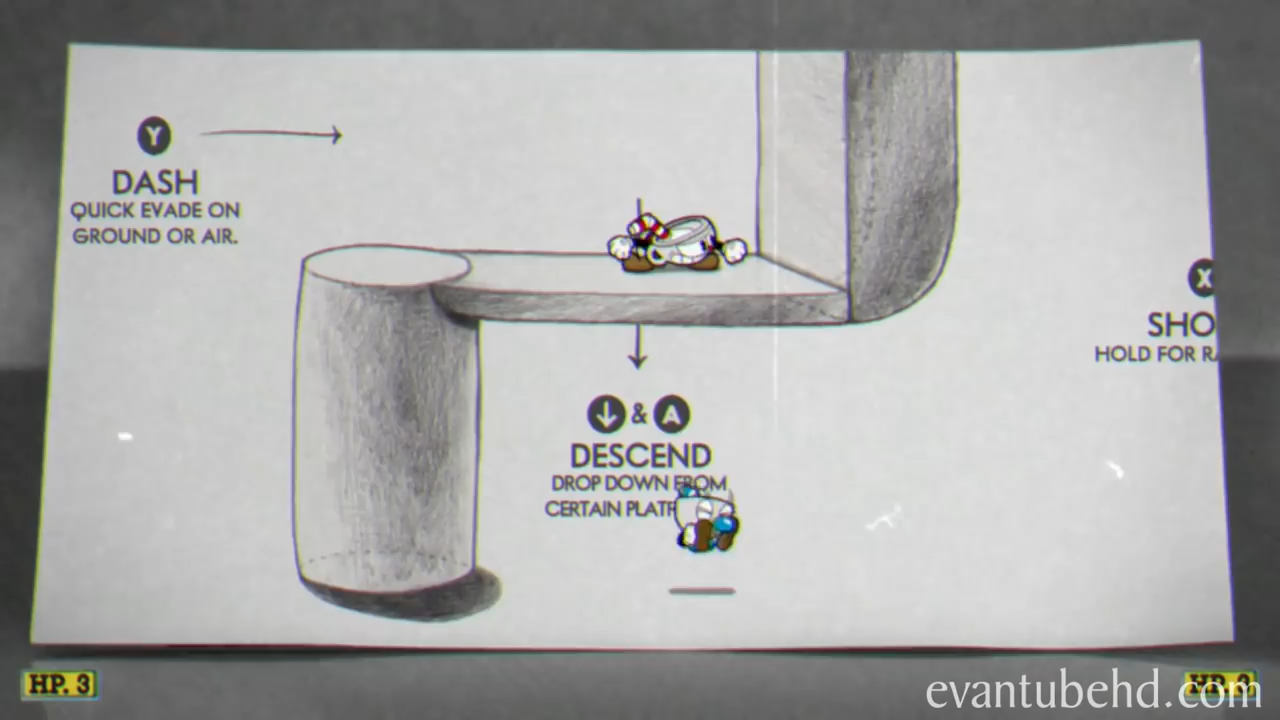 Y
DASH
QUICK EVADE ON
GROUND OR AIR.
X
SHO
HOLD FOR RA
& A
DESCEND
DROP DOWN FROM
CERTAIN PLATF
HP. 3
evantubehd.com